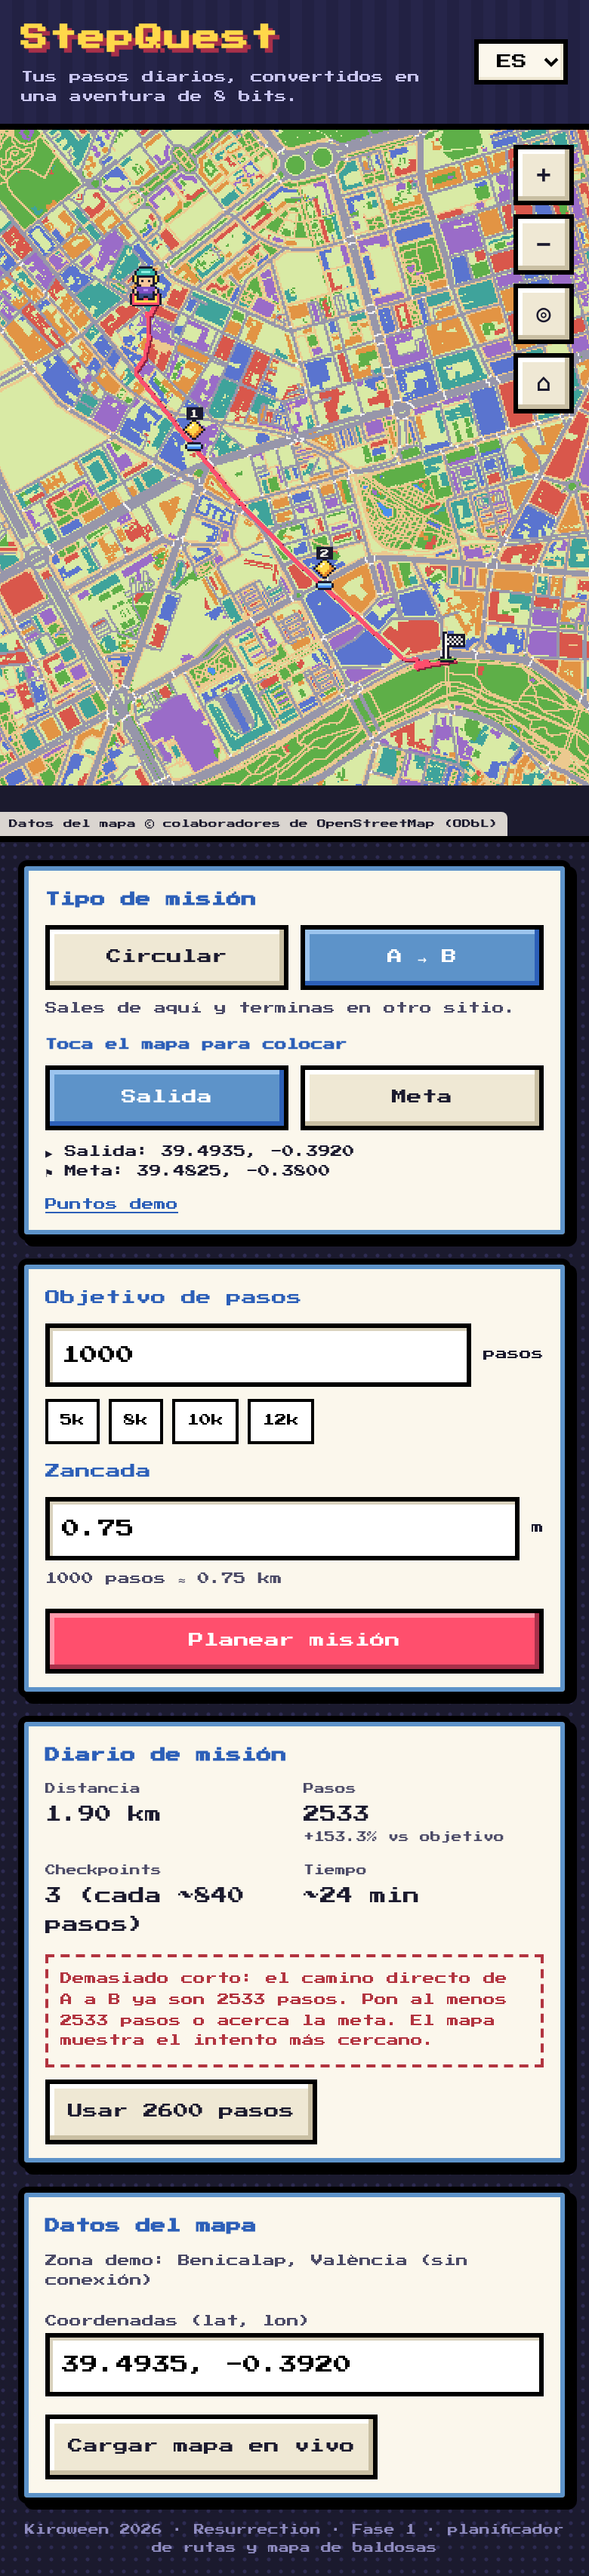 StepQuest
Tus pasos diarios, convertidos en
una aventura de 8 bits.
ES
+
−
1
2
Datos del mapa © colaboradores de OpenStreetMap (ODbL)
Tipo de misión
Circular
A → B
Sales de aquí y terminas en otro sitio.
Toca el mapa para colocar
Salida
Meta
▶ Salida: 39.4935, -0.3920
⚑ Meta: 39.4825, -0.3800
Puntos demo
Objetivo de pasos
1000 pasos
5k 8k 10k 12k
Zancada
0.75 m
1000 pasos ≈ 0.75 km
Planear misión
Diario de misión
Distancia
1.90 km
Pasos
2533
+153.3% vs objetivo
Checkpoints
3 (cada ~840
pasos)
Tiempo
~24 min
Demasiado corto: el camino directo de
A a B ya son 2533 pasos. Pon al menos
2533 pasos o acerca la meta. El mapa
muestra el intento más cercano.
Usar 2600 pasos
Datos del mapa
Zona demo: Benicalap, València (sin
conexión)
Coordenadas (lat, lon)
39.4935, -0.3920
Cargar mapa en vivo
Kiroween 2026 · Resurrection · Fase 1 · planificador
de rutas y mapa de baldosas